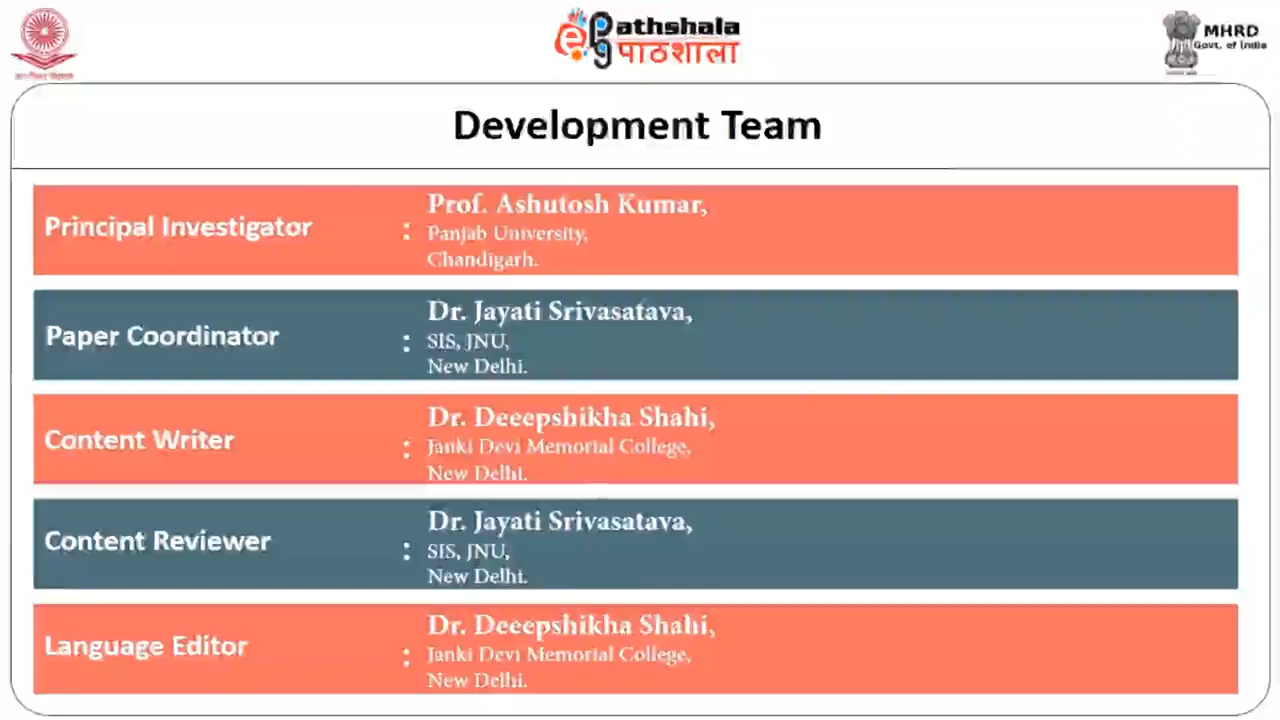 Pathshala
पाठशाला
MHRD
Govt. of India
Development Team
Principal Investigator : Prof. Ashutosh Kumar,
Panjab University,
Chandigarh.
Paper Coordinator : Dr. Jayati Srivasatava,
SIS, JNU,
New Delhi.
Content Writer : Dr. Deeepshikha Shahi,
Janki Devi Memorial College,
New Delhi.
Content Reviewer : Dr. Jayati Srivasatava,
SIS, JNU,
New Delhi.
Language Editor : Dr. Deeepshikha Shahi,
Janki Devi Memorial College,
New Delhi.